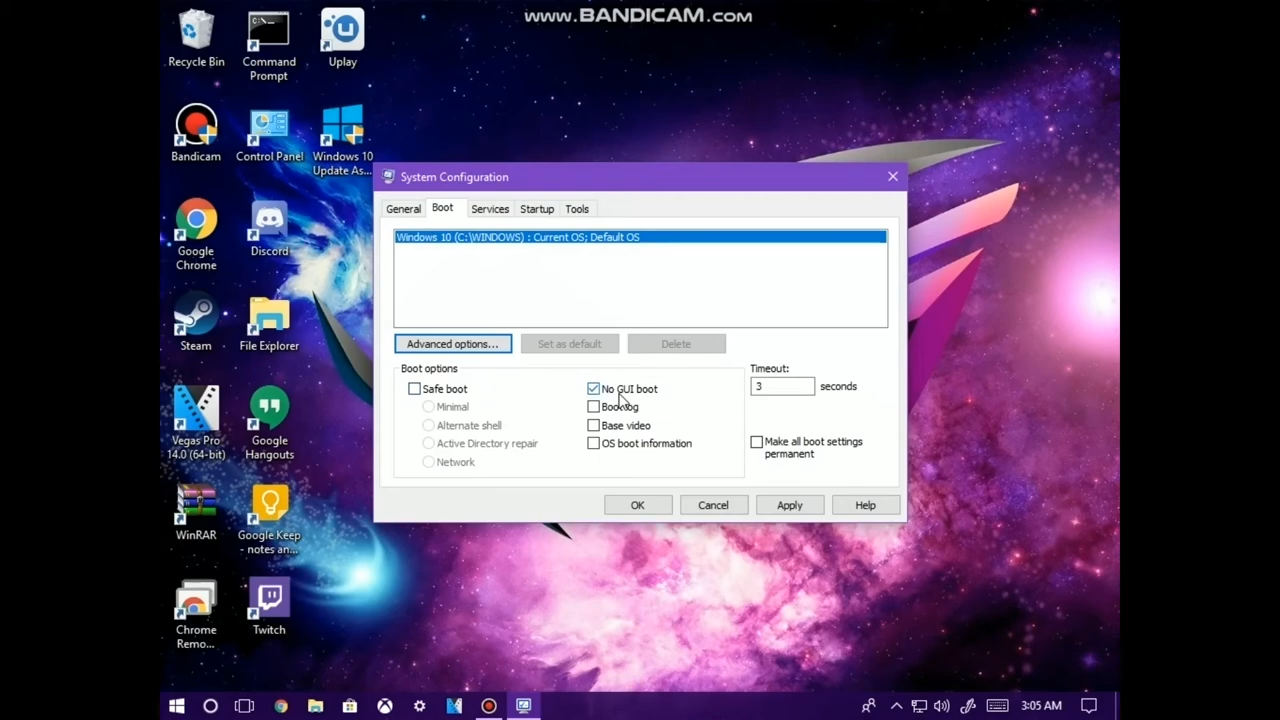 www.BANDICAM.com
Recycle Bin
Command
Prompt
Uplay
Bandicam
Control Panel
Windows 10
Update As...
Google
Chrome
Discord
Steam
File Explorer
Vegas Pro
14.0 (64-bit)
Google
Hangouts
WinRAR
Google Keep
- notes an...
Chrome
Remo...
Twitch
System Configuration
General
Boot
Services
Startup
Tools
Windows 10 (C:\WINDOWS) : Current OS; Default OS
Advanced options...
Set as default
Delete
Boot options
Safe boot
Minimal
Alternate shell
Active Directory repair
Network
No GUI boot
Boot log
Base video
OS boot information
Timeout:
3 seconds
Make all boot settings
permanent
OK
Cancel
Apply
Help
3:05 AM